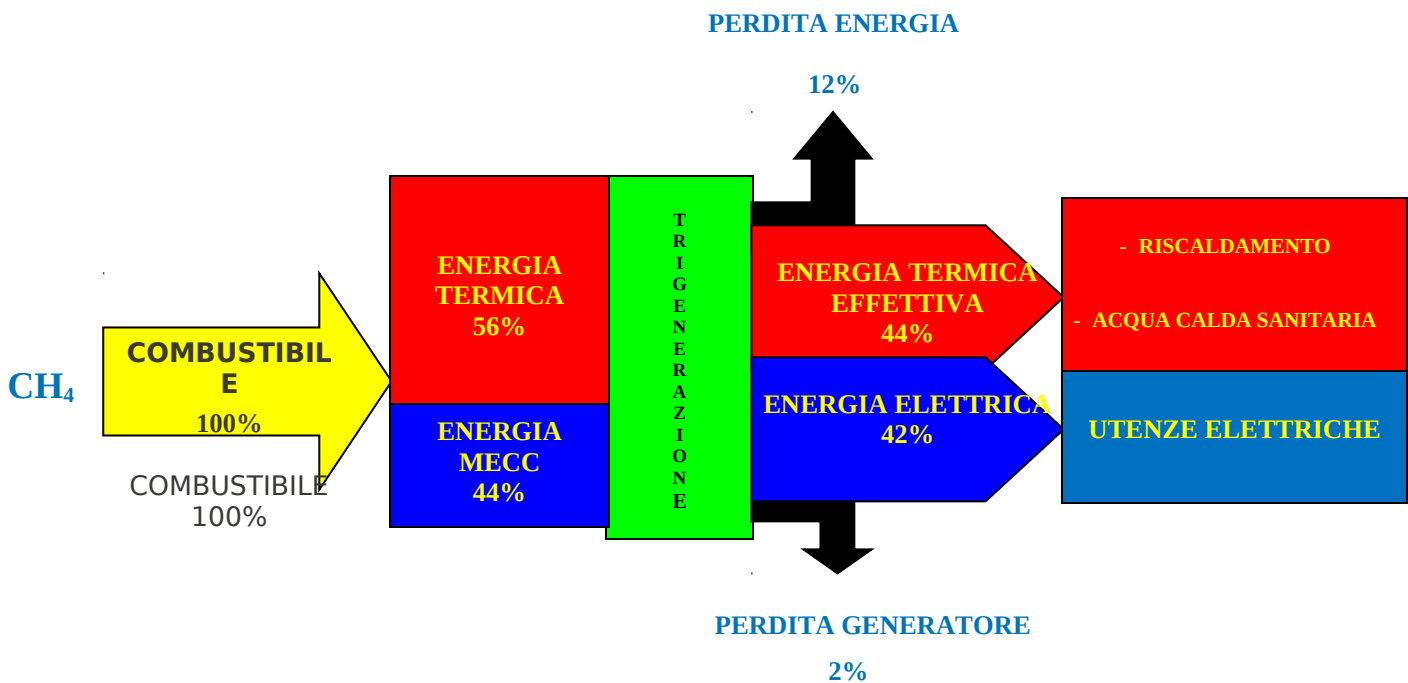 PERDITA ENERGIA
12%
CH₄
COMBUSTIBIL
E
100%
COMBUSTIBILE
100%
ENERGIA
TERMICA
56%
ENERGIA
MECC
44%
T
R
I
G
E
N
E
R
A
Z
I
O
N
E
ENERGIA TERMICA
EFFETTIVA
44%
ENERGIA ELETTRICA
42%
- RISCALDAMENTO
- ACQUA CALDA SANITARIA
UTENZE ELETTRICHE
PERDITA GENERATORE
2%